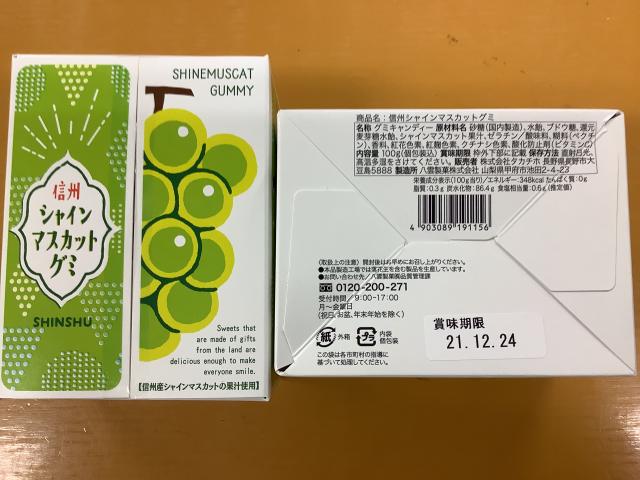 信州
シャイン
マスカット
グミ
SHINSHU
SHINEMUSCAT
GUMMY
Sweets that
are made of gifts
from the land are
delicious enough to make
everyone smile.
【信州産シャインマスカットの果汁使用】
商品名:信州シャインマスカットグミ
名称 グミキャンディー 原材料名 砂糖(国内製造)、水飴、ブドウ糖、還元
麦芽糖水飴、シャインマスカット果汁、ゼラチン/酸味料、糊料(ペクチ
ン)、香料、紅花色素、紅麹色素、クチナシ色素、酸化防止剤(ビタミンC)
内容量 100g(個包装込) 賞味期限 枠外下部に記載 保存方法 直射日光、
高温多湿をさけてください。 販売者 株式会社タカチホ 長野県長野市大
豆島5888 製造所 八雲製菓株式会社 山梨県甲府市池田2-4-23
栄養成分表示(100g当り)/エネルギー:348kcal たんぱく質:0g
脂質:0.3g 炭水化物:86.4g 食塩相当量:0.6g (推定値)
4 903089 191156
〈取扱上の注意〉開封後はお早めにお召し上がりください。
●本品製造工場では落花生を含む製品を生産しています。
●お問い合わせ先/八雲製菓㈱品質管理課
0120-200-271
受付時間/9:00~17:00
月~金曜日
(祝日、お盆、年末年始を除く)
紙 外箱 プラ 内袋
個包装
この袋は各市町村の指導に
基づいて処理してください。
賞味期限
21.12.24